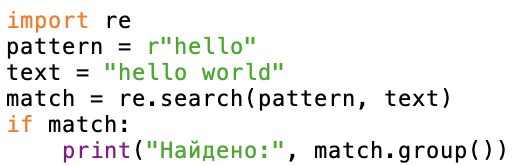 import re
pattern = r"hello"
text = "hello world"
match = re.search(pattern, text)
if match:
    print("Найдено:", match.group())